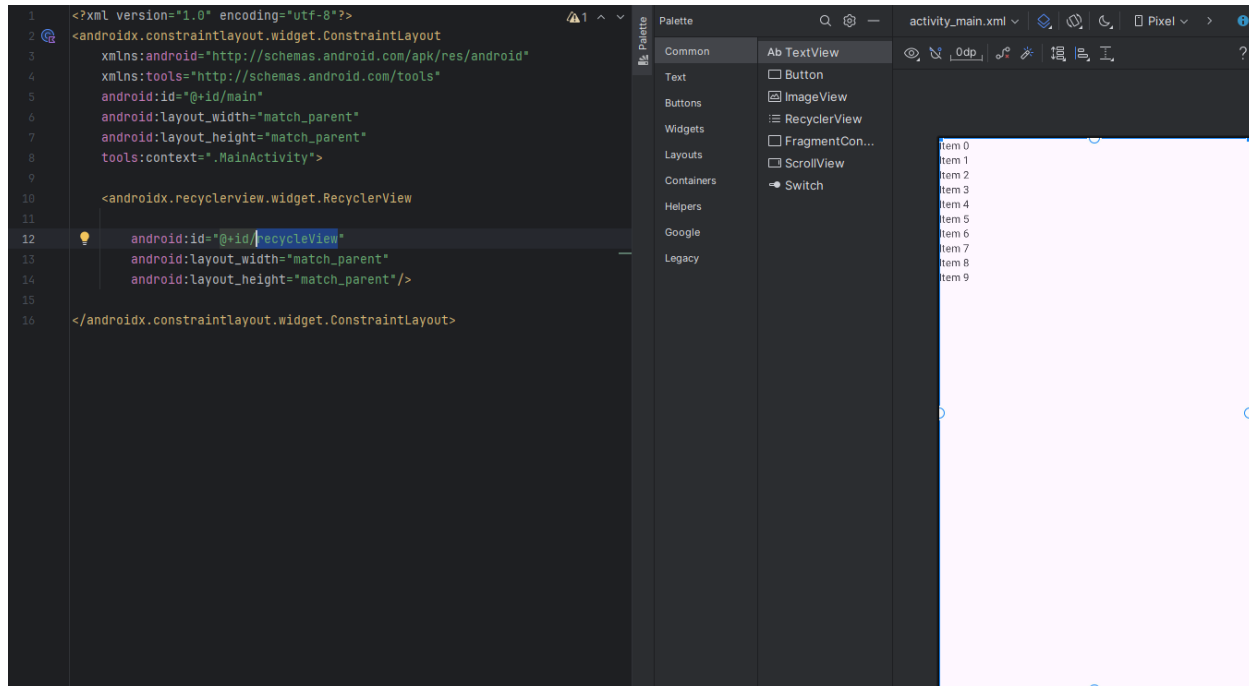 1 <?xml version="1.0" encoding="utf-8"?>
2 <androidx.constraintlayout.widget.ConstraintLayout
3 xmlns:android="http://schemas.android.com/apk/res/android"
4 xmlns:tools="http://schemas.android.com/tools"
5 android:id="@+id/main"
6 android:layout_width="match_parent"
7 android:layout_height="match_parent"
8 tools:context=".MainActivity">
9
10 <androidx.recyclerview.widget.RecyclerView
11
12 android:id="@+id/recycleView"
13 android:layout_width="match_parent"
14 android:layout_height="match_parent"/>
15
16 </androidx.constraintlayout.widget.ConstraintLayout>
1
Palette
Palette
Common
Text
Buttons
Widgets
Layouts
Containers
Helpers
Google
Legacy
Ab TextView
Button
ImageView
RecyclerView
FragmentCon...
ScrollView
Switch
activity_main.xml
Pixel
0dp
?
Item 0
Item 1
Item 2
Item 3
Item 4
Item 5
Item 6
Item 7
Item 8
Item 9